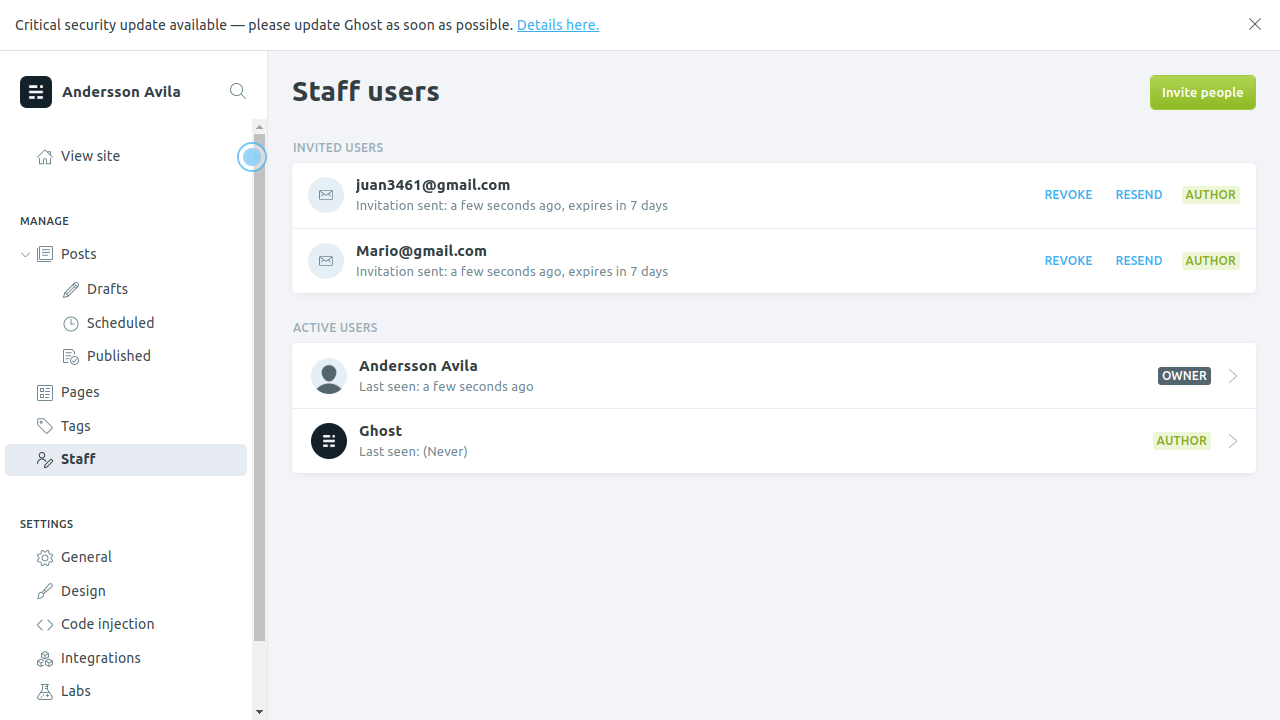 Critical security update available — please update Ghost as soon as possible. Details here.
Andersson Avila
View site
MANAGE
Posts
Drafts
Scheduled
Published
Pages
Tags
Staff
SETTINGS
General
Design
Code injection
Integrations
Labs
Staff users
Invite people
INVITED USERS
juan3461@gmail.com
Invitation sent: a few seconds ago, expires in 7 days
REVOKE RESEND AUTHOR
Mario@gmail.com
Invitation sent: a few seconds ago, expires in 7 days
REVOKE RESEND AUTHOR
ACTIVE USERS
Andersson Avila
Last seen: a few seconds ago
OWNER
Ghost
Last seen: (Never)
AUTHOR